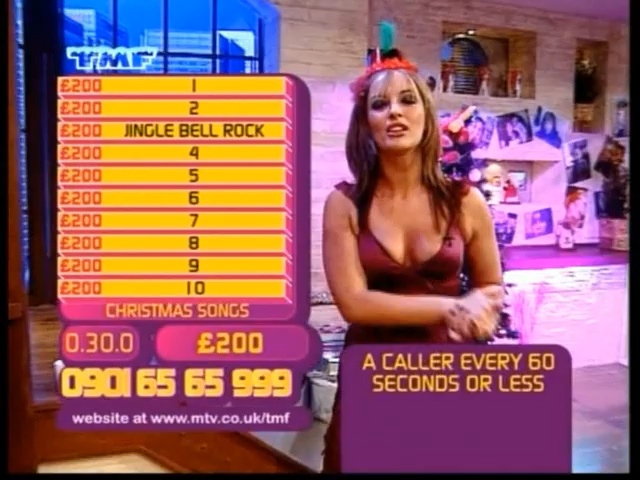 TMF
£200 1
£200 2
£200 JINGLE BELL ROCK
£200 4
£200 5
£200 6
£200 7
£200 8
£200 9
£200 10
CHRISTMAS SONGS
0.30.0 £200
0901 65 65 999
website at www.mtv.co.uk/tmf
A CALLER EVERY 60
SECONDS OR LESS